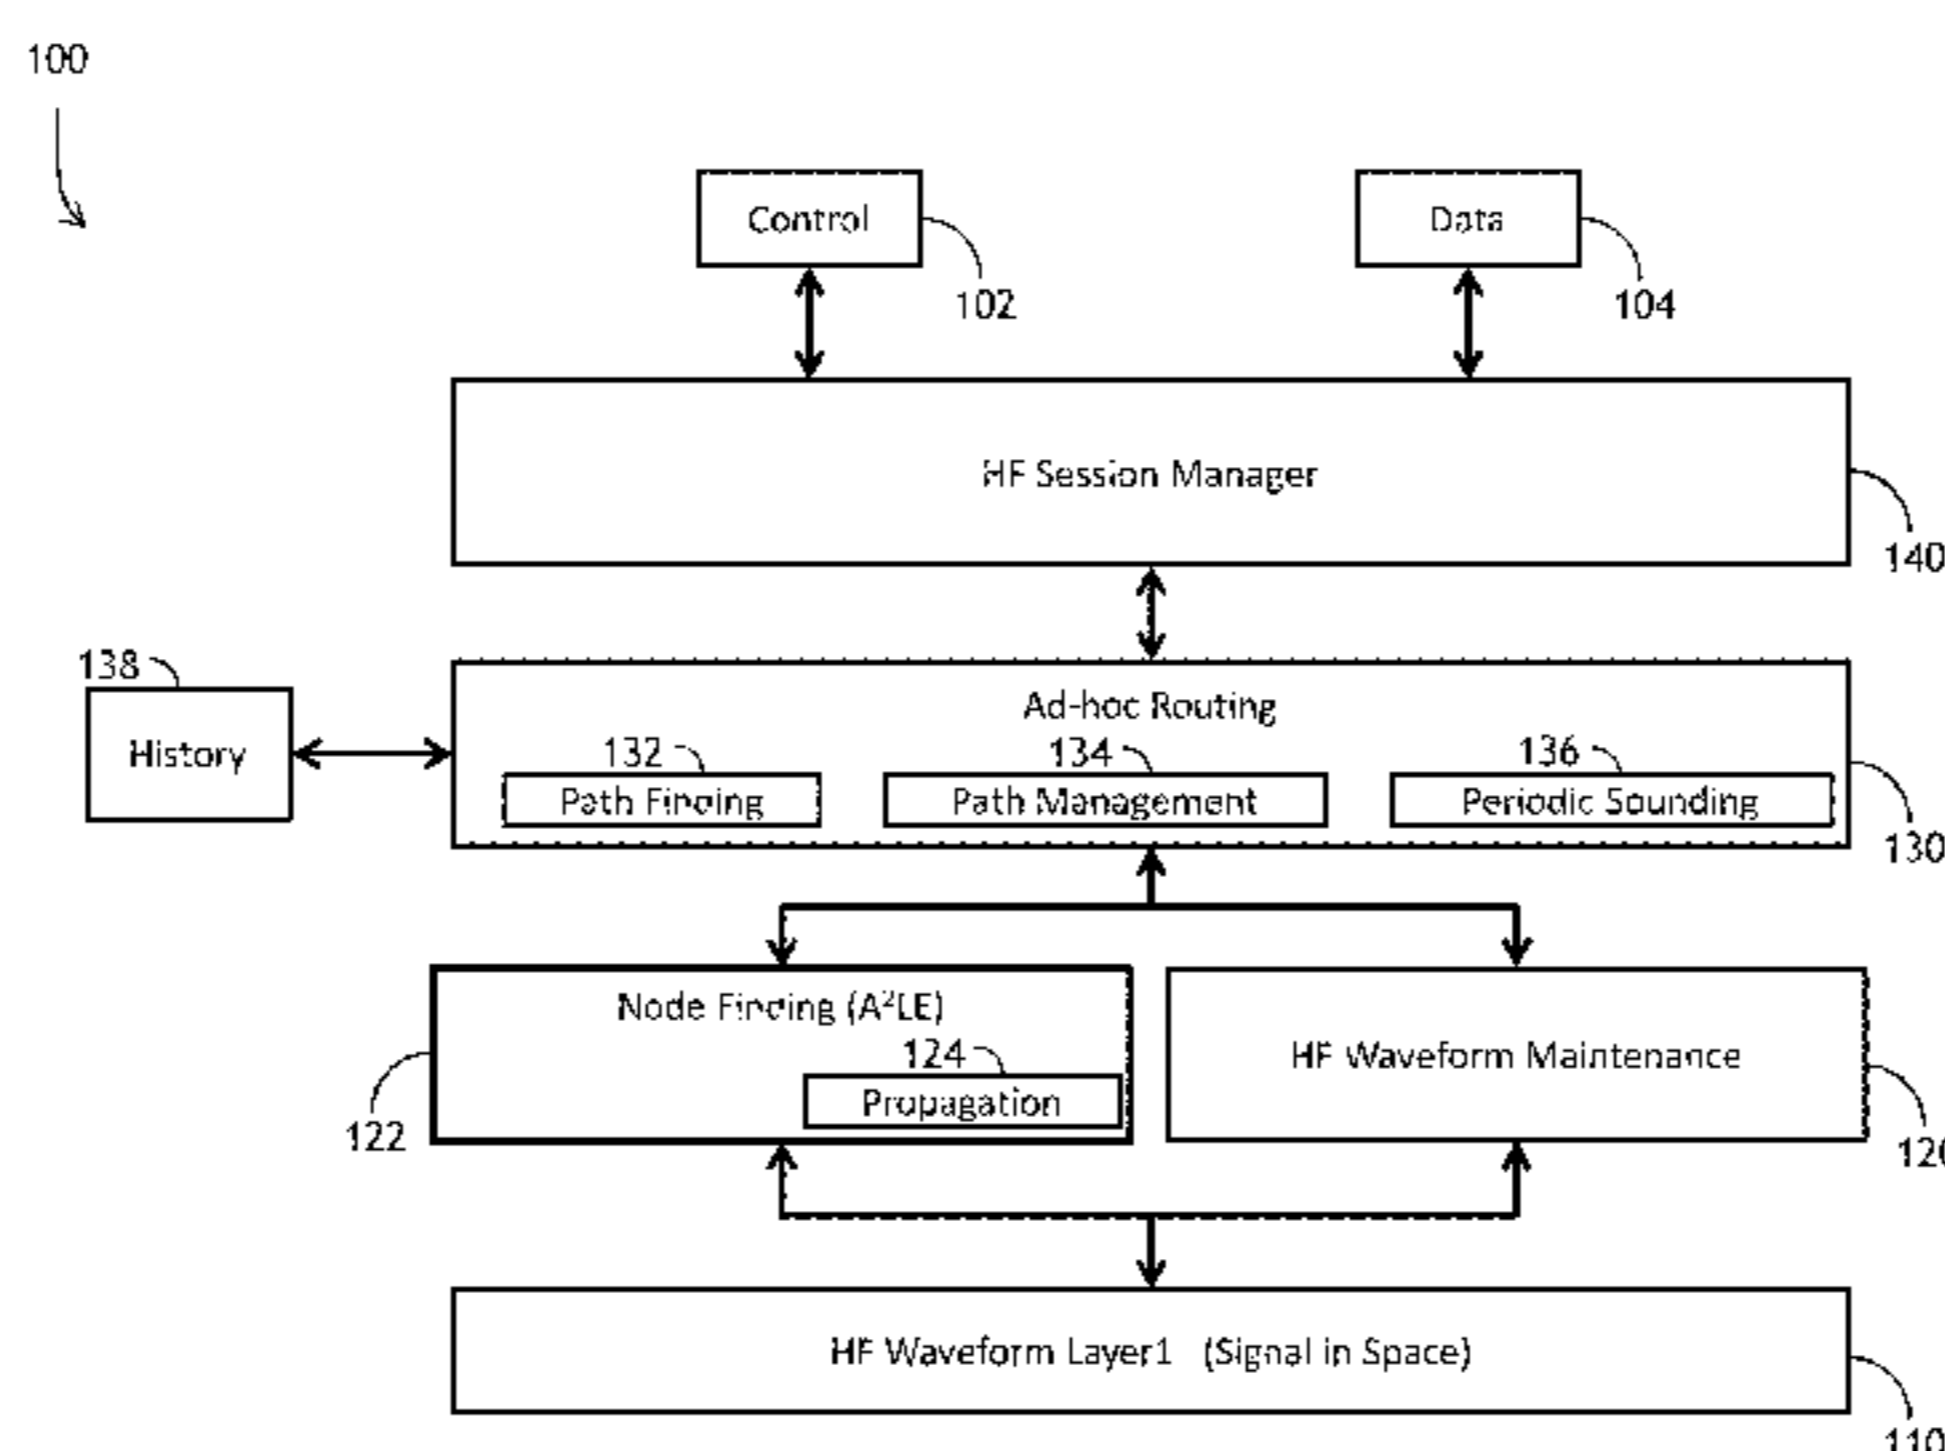 100
Control
102
Data
104
HF Session Manager
140
138
History
Ad-hoc Routing
132
134
136
Path Finding
Path Management
Periodic Sounding
130
Node Finding (A²LE)
124
Propagation
122
HF Waveform Maintenance
120
HF Waveform Layer1 (Signal in Space)
110